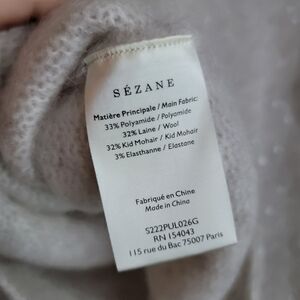 SÉZANE
Matière Principale / Main Fabric:
33% Polyamide / Polyamide
32% Laine / Wool
32% Kid Mohair / Kid Mohair
3% Elasthanne / Elastane
Fabriqué en Chine
Made in China
S222PUL026G
RN 154043
115 rue du Bac 75007 Paris